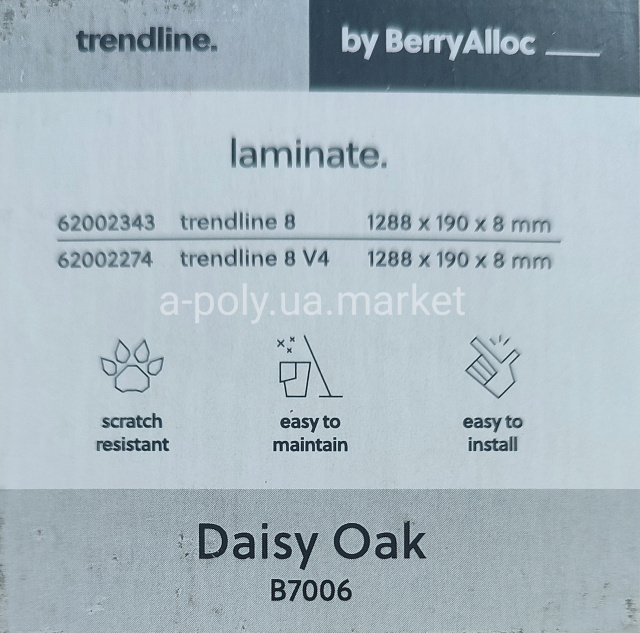 trendline. by BerryAlloc
laminate.
62002343 trendline 8 1288 x 190 x 8 mm
62002274 trendline 8 V4 1288 x 190 x 8 mm
a-poly.ua.market
scratch resistant
easy to maintain
easy to install
Daisy Oak
B7006